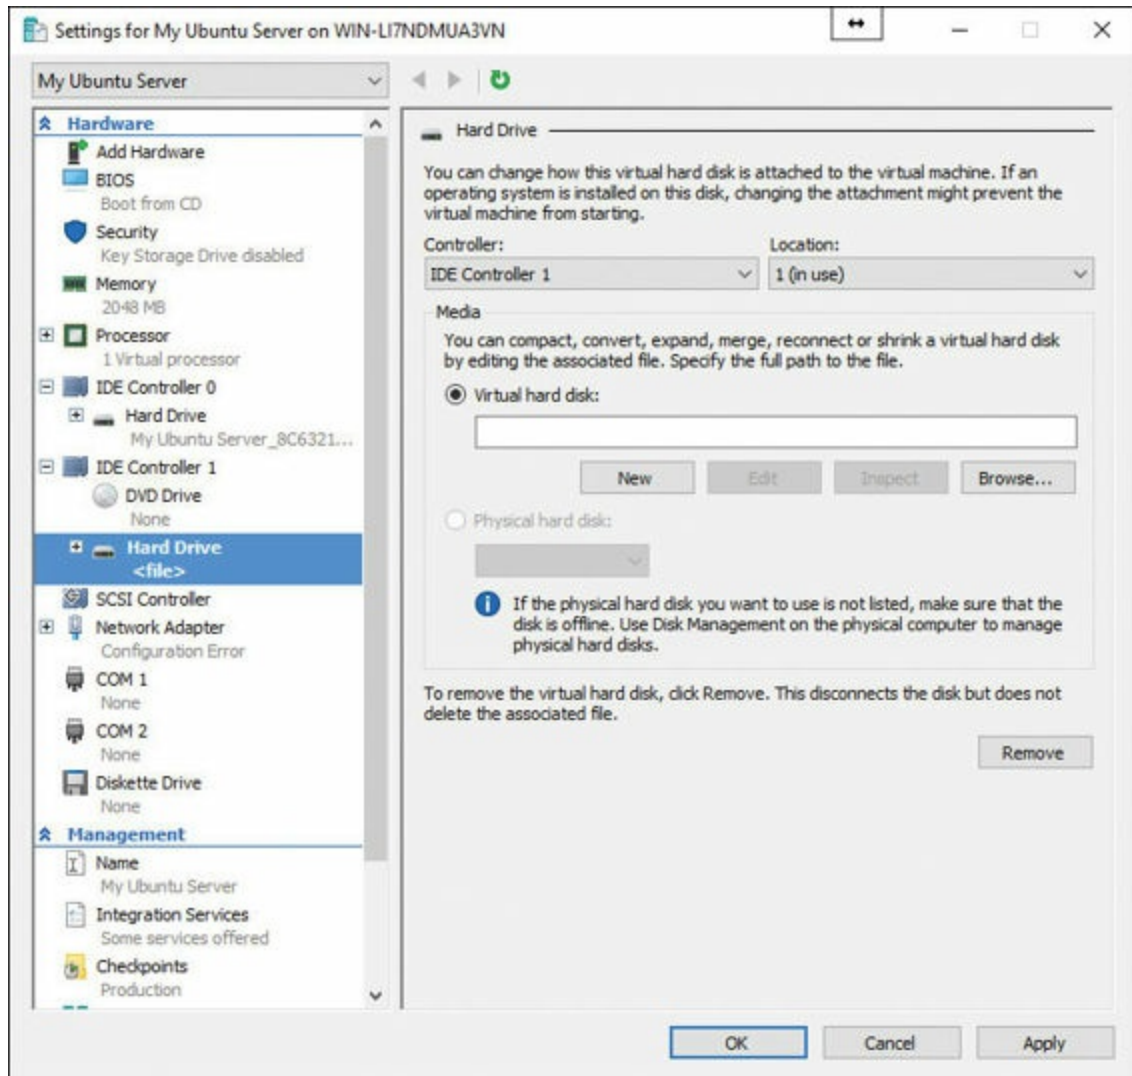 Settings for My Ubuntu Server on WIN-LI7NDMUA3VN
My Ubuntu Server
Hardware
Add Hardware
BIOS
Boot from CD
Security
Key Storage Drive disabled
Memory
2048 MB
Processor
1 Virtual processor
IDE Controller 0
Hard Drive
My Ubuntu Server_8C6321...
IDE Controller 1
DVD Drive
None
Hard Drive
<file>
SCSI Controller
Network Adapter
Configuration Error
COM 1
None
COM 2
None
Diskette Drive
None
Management
Name
My Ubuntu Server
Integration Services
Some services offered
Checkpoints
Production
Hard Drive
You can change how this virtual hard disk is attached to the virtual machine. If an
operating system is installed on this disk, changing the attachment might prevent the
virtual machine from starting.
Controller: Location:
IDE Controller 1 1 (in use)
Media
You can compact, convert, expand, merge, reconnect or shrink a virtual hard disk
by editing the associated file. Specify the full path to the file.
Virtual hard disk:
New Edit Inspect Browse...
Physical hard disk:
If the physical hard disk you want to use is not listed, make sure that the
disk is offline. Use Disk Management on the physical computer to manage
physical hard disks.
To remove the virtual hard disk, click Remove. This disconnects the disk but does not
delete the associated file.
Remove
OK Cancel Apply